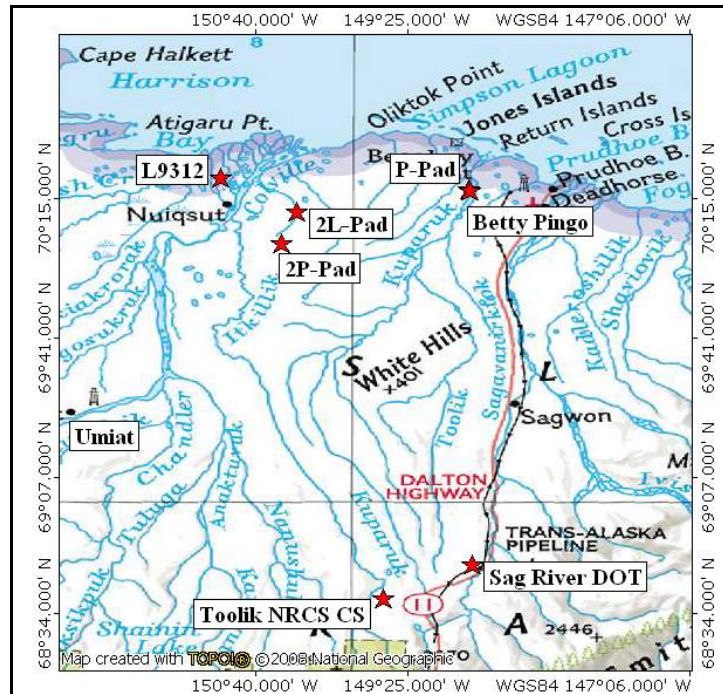 150°40.000' W 149°25.000' W WGS84 147°06.000' W
Cape Halkett
8
Harrison
Bay
Atigaru Pt.
Oliktok Point
Simpson Lagoon
Jones Islands
Return Islands
Cross Is
Prudhoe B
Prudhoe B.
Deadhorse
L9312
P-Pad
Nuiqsut
Colville
2L-Pad
Betty Pingo
2P-Pad
Kuparuk
Itkillik
Sagavanirktok
Kadleroshilik
Shaviovik
White Hills
x401
S
L
Toolik
Sagwon
Umiat
Chandler
Tuluga
Anaktuvuk
Nanushuk
DALTON
HIGHWAY
Kuparuk
TRANS-ALASKA
PIPELINE
Sag River DOT
Toolik NRCS CS
11
Shainin
Lake
A
2446+
Map created with TOPO!® ©2008 National Geographic
150°40.000' W 149°25.000' W 147°06.000' W
70°15.000' N
69°41.000' N
69°07.000' N
68°34.000' N
70°15.000' N
69°41.000' N
69°07.000' N
68°34.000' N